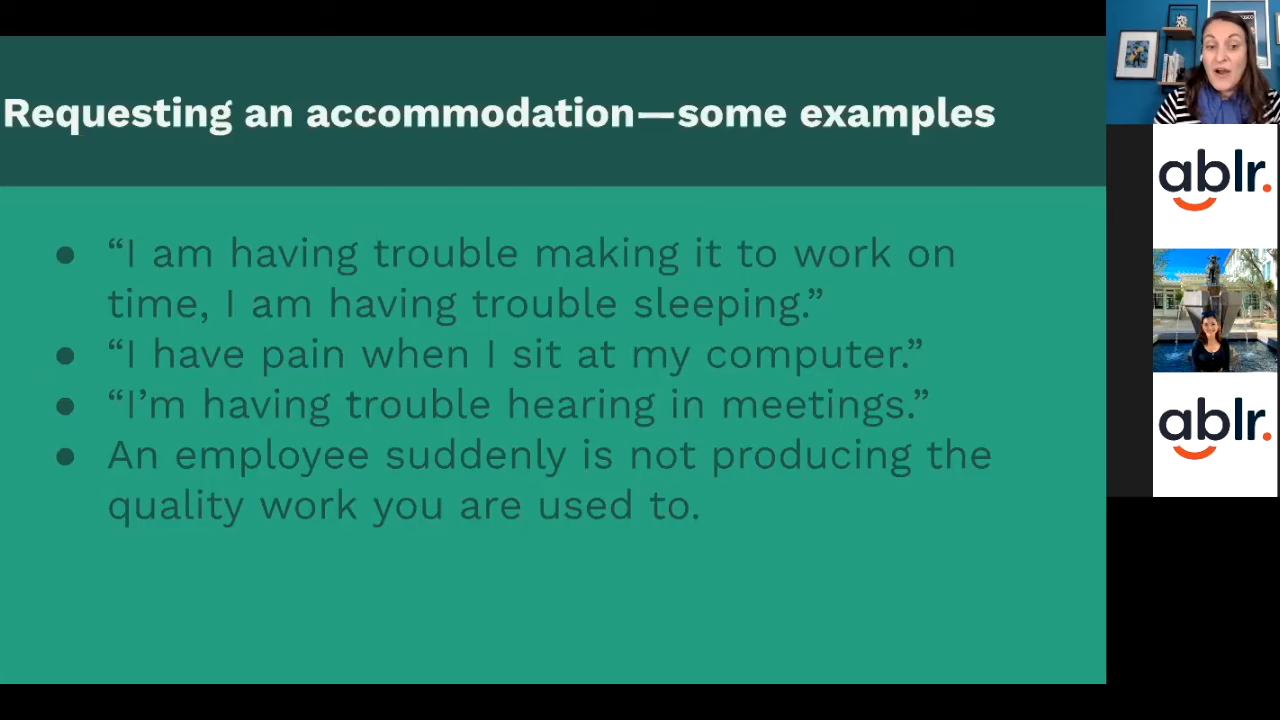 Requesting an accommodation—some examples
● “I am having trouble making it to work on
time, I am having trouble sleeping.”
● “I have pain when I sit at my computer.”
● “I’m having trouble hearing in meetings.”
● An employee suddenly is not producing the
quality work you are used to.
ablr.
ablr.